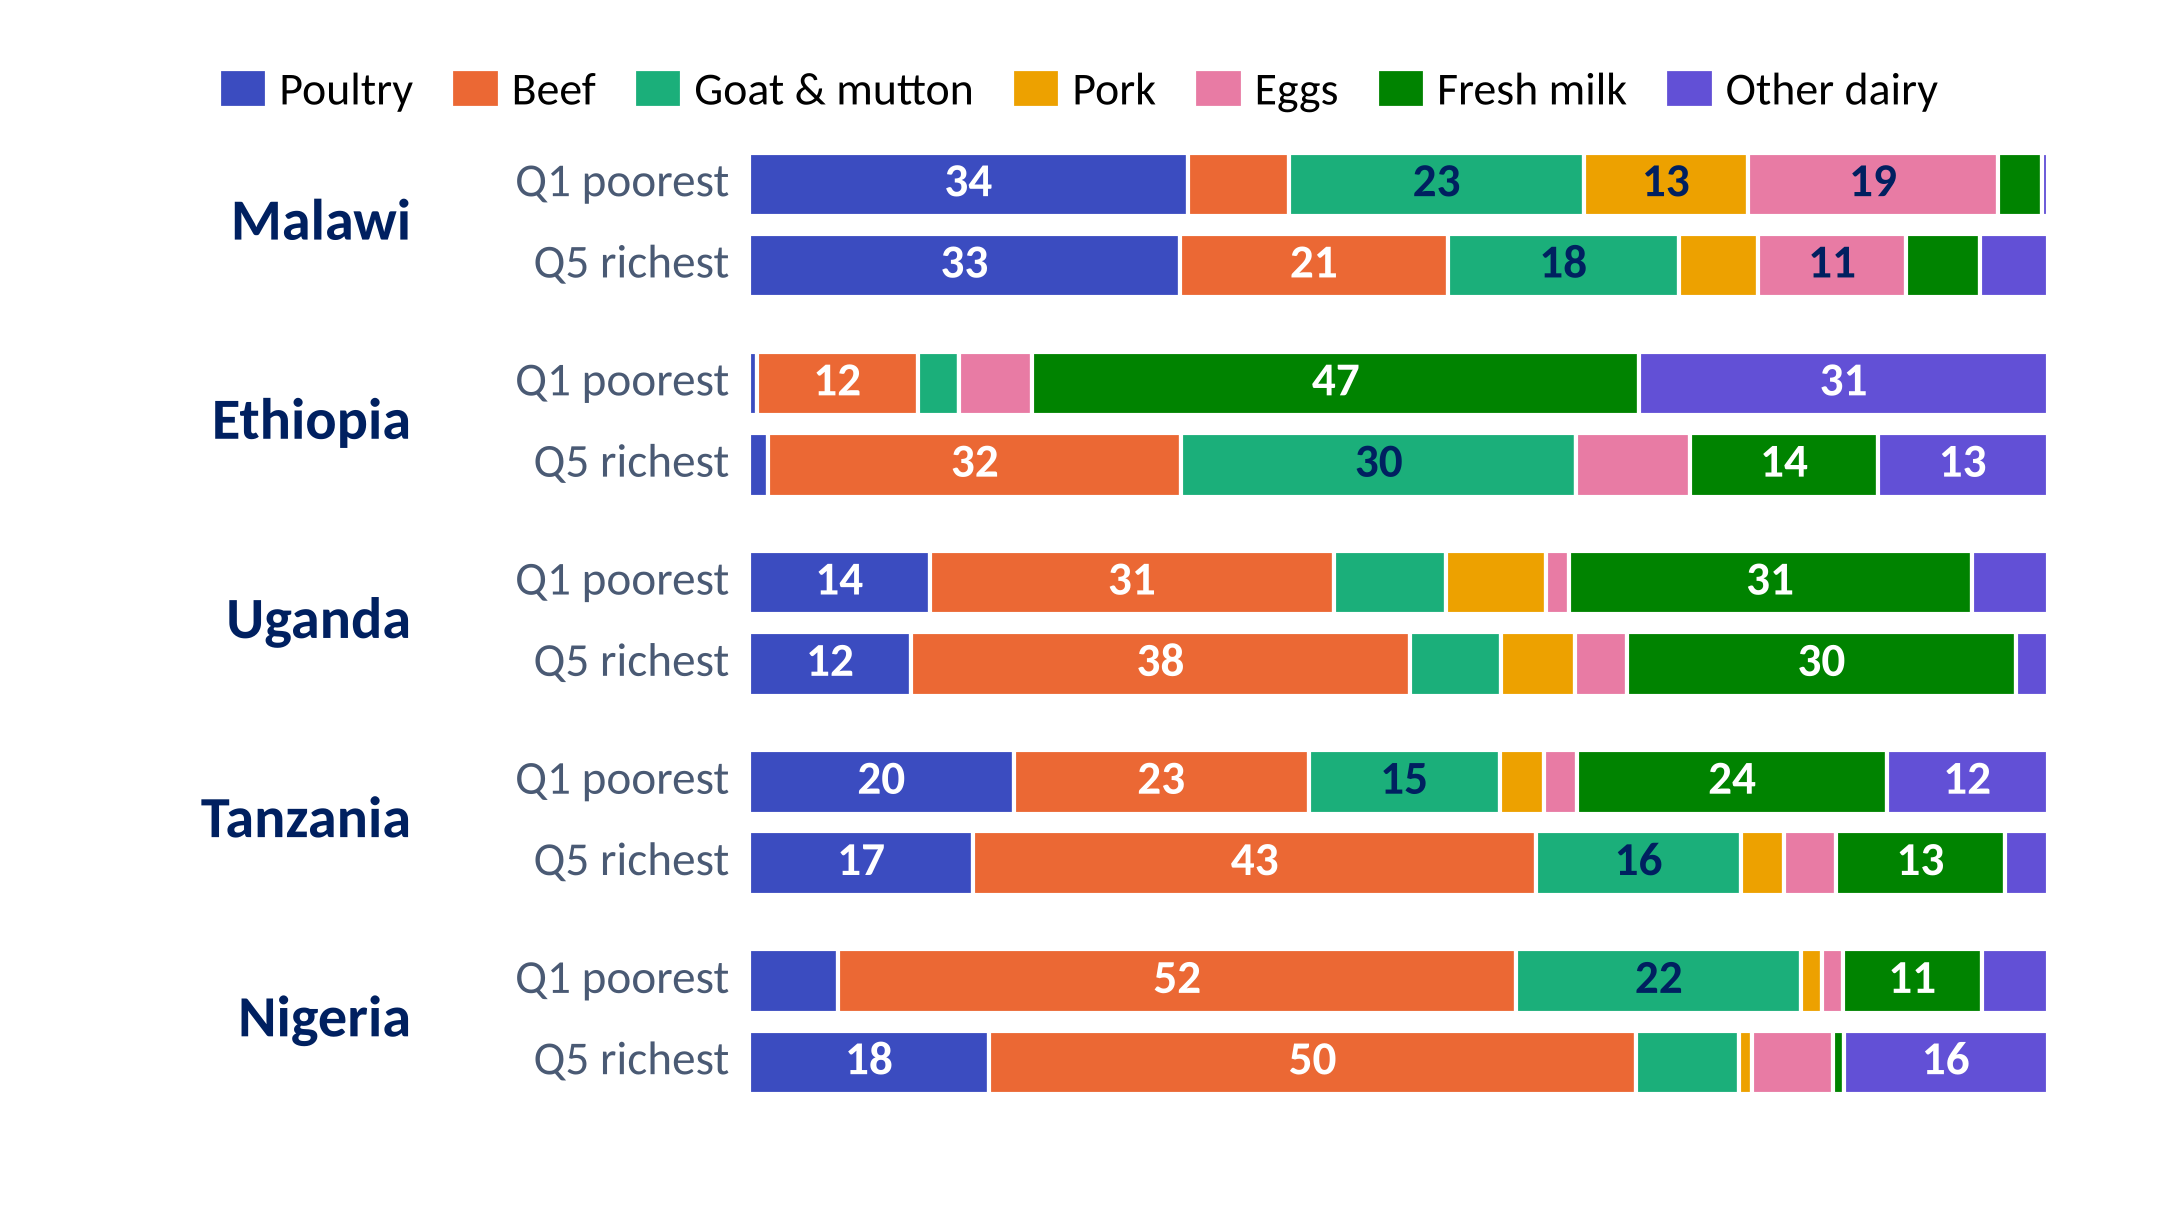 Poultry Beef Goat & mutton Pork Eggs Fresh milk Other dairy
Malawi
Q1 poorest 34 23 13 19
Q5 richest 33 21 18 11
Ethiopia
Q1 poorest 12 47 31
Q5 richest 32 30 14 13
Uganda
Q1 poorest 14 31 31
Q5 richest 12 38 30
Tanzania
Q1 poorest 20 23 15 24 12
Q5 richest 17 43 16 13
Nigeria
Q1 poorest 52 22 11
Q5 richest 18 50 16